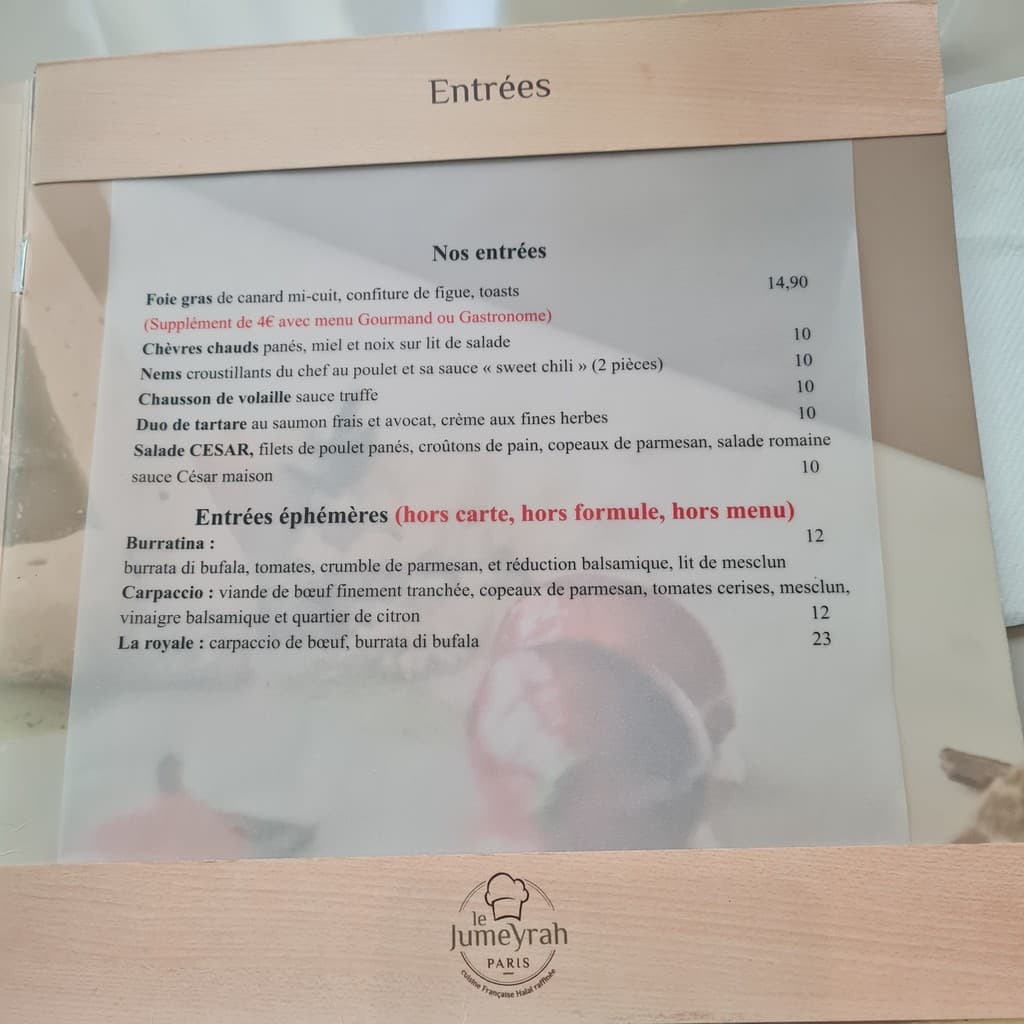 Entrées
Nos entrées
Foie gras de canard mi-cuit, confiture de figue, toasts 14,90
(Supplément de 4€ avec menu Gourmand ou Gastronome)
Chèvres chauds panés, miel et noix sur lit de salade 10
Nems croustillants du chef au poulet et sa sauce « sweet chili » (2 pièces) 10
Chausson de volaille sauce truffe 10
Duo de tartare au saumon frais et avocat, crème aux fines herbes 10
Salade CESAR, filets de poulet panés, croûtons de pain, copeaux de parmesan, salade romaine
sauce César maison 10
Entrées éphémères (hors carte, hors formule, hors menu)
Burratina : 12
burrata di bufala, tomates, crumble de parmesan, et réduction balsamique, lit de mesclun
Carpaccio : viande de bœuf finement tranchée, copeaux de parmesan, tomates cerises, mesclun,
vinaigre balsamique et quartier de citron 12
La royale : carpaccio de bœuf, burrata di bufala 23
le
Jumeyrah
PARIS
cuisine Française Halal raffinée